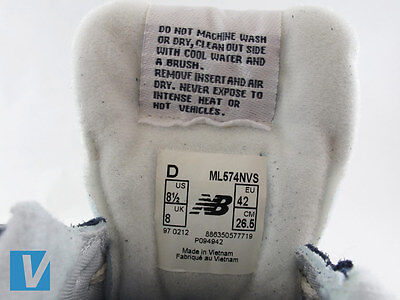 DO NOT MACHINE WASH
OR DRY, CLEAN OUT SIDE
WITH COOL WATER AND
A BRUSH.
REMOVE INSERT AND AIR
DRY. NEVER EXPOSE TO
INTENSE HEAT OR
HOT VEHICLES.
D ML574NVS
US EU
8½ NB 42
UK CM
8 26.5
97 0212 886350577719
P094942
Made in Vietnam
Fabriqué au Vietnam
V